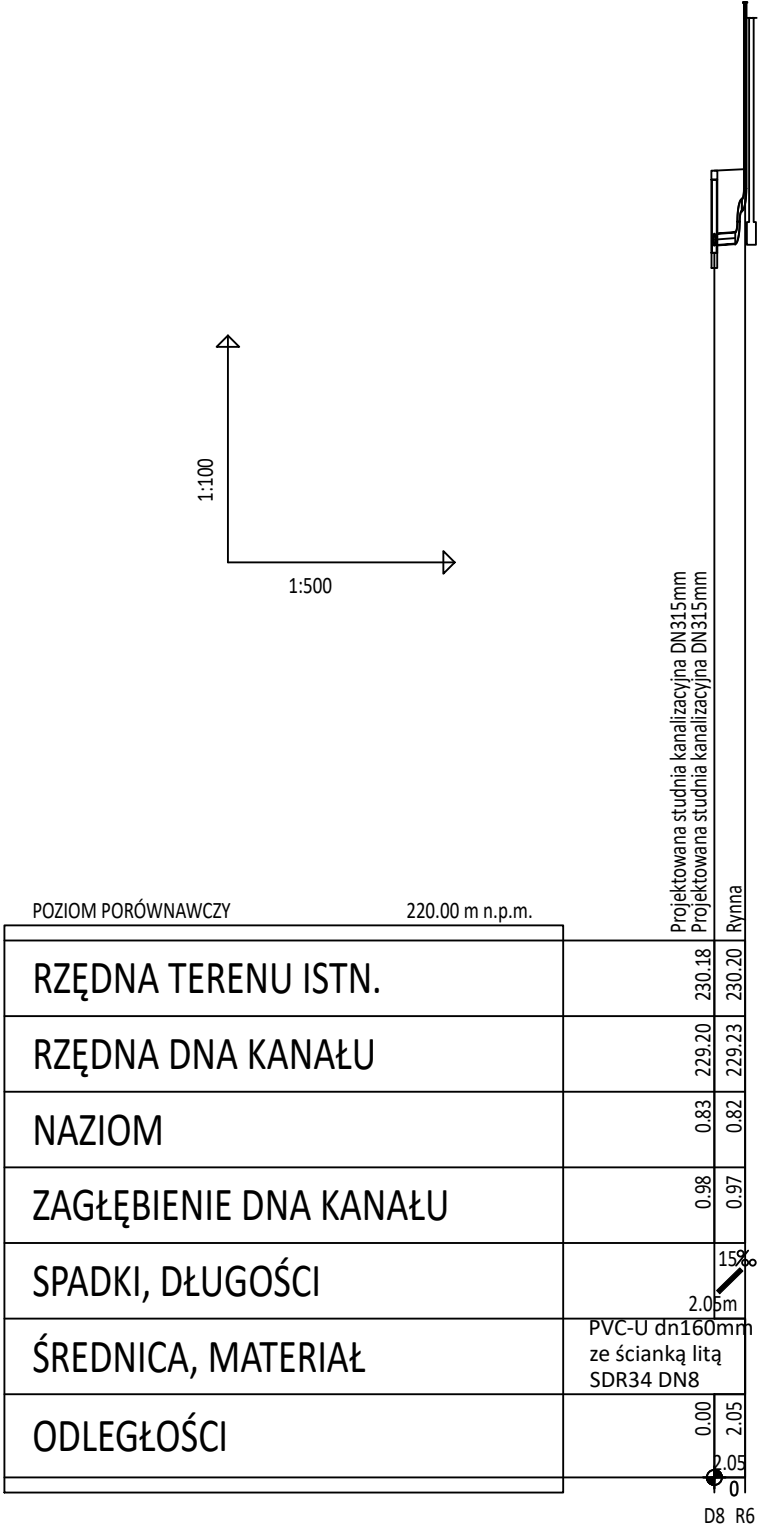 1:100
1:500
Projektowana studnia kanalizacyjna DN315mm
Projektowana studnia kanalizacyjna DN315mm
Rynna
POZIOM PORÓWNAWCZY 220.00 m n.p.m.
RZĘDNA TERENU ISTN. 230.18 230.20
RZĘDNA DNA KANAŁU 229.20 229.23
NAZIOM 0.83 0.82
ZAGŁĘBIENIE DNA KANAŁU 0.98 0.97
SPADKI, DŁUGOŚCI 15‰
2.05m
ŚREDNICA, MATERIAŁ
PVC-U dn160mm
ze ścianką litą
SDR34 DN8
ODLEGŁOŚCI 0.00 2.05
2.05
0
D8 R6